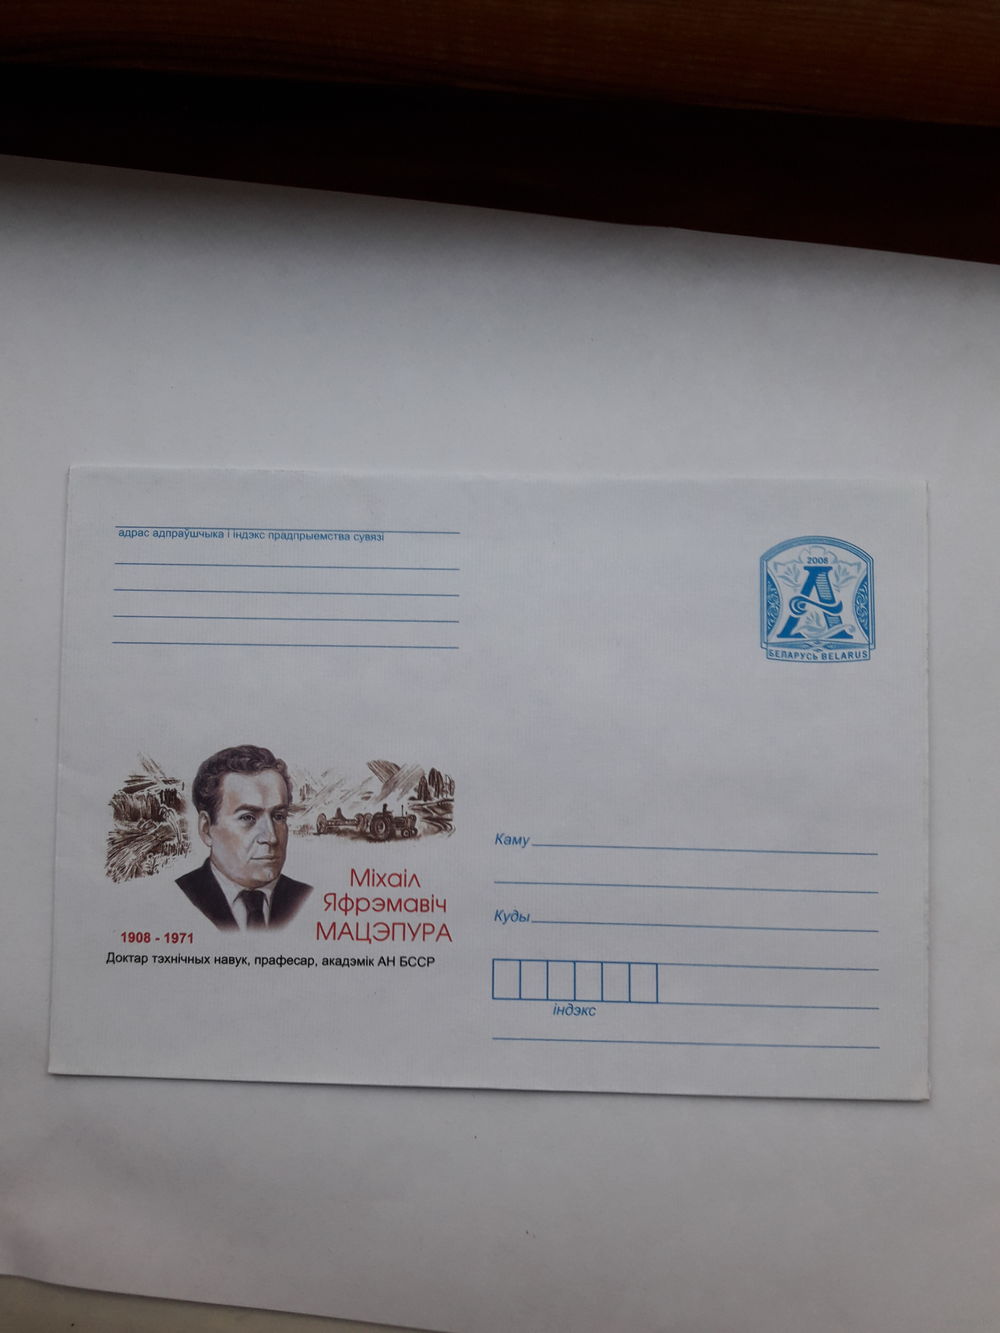 адрас адпраўшчыка і індэкс прадпрыемства сувязі
2008
А
БЕЛАРУСЬ BELARUS
Міхаіл
Яфрэмавіч
МАЦЭПУРА
1908 - 1971
Доктар тэхнічных навук, прафесар, акадэмік АН БССР
Каму
Куды
індэкс